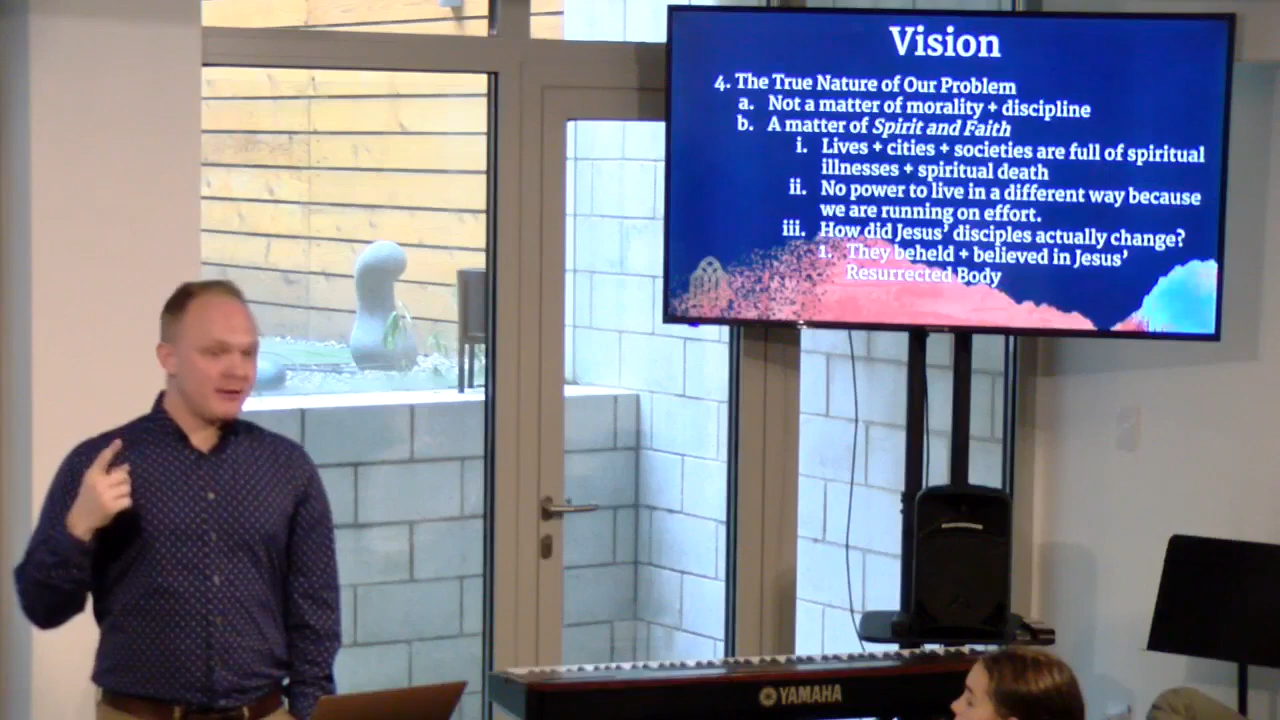 Vision
4. The True Nature of Our Problem
a. Not a matter of morality + discipline
b. A matter of Spirit and Faith
i. Lives + cities + societies are full of spiritual
illnesses + spiritual death
ii. No power to live in a different way because
we are running on effort.
iii. How did Jesus' disciples actually change?
1. They beheld + believed in Jesus'
Resurrected Body
YAMAHA